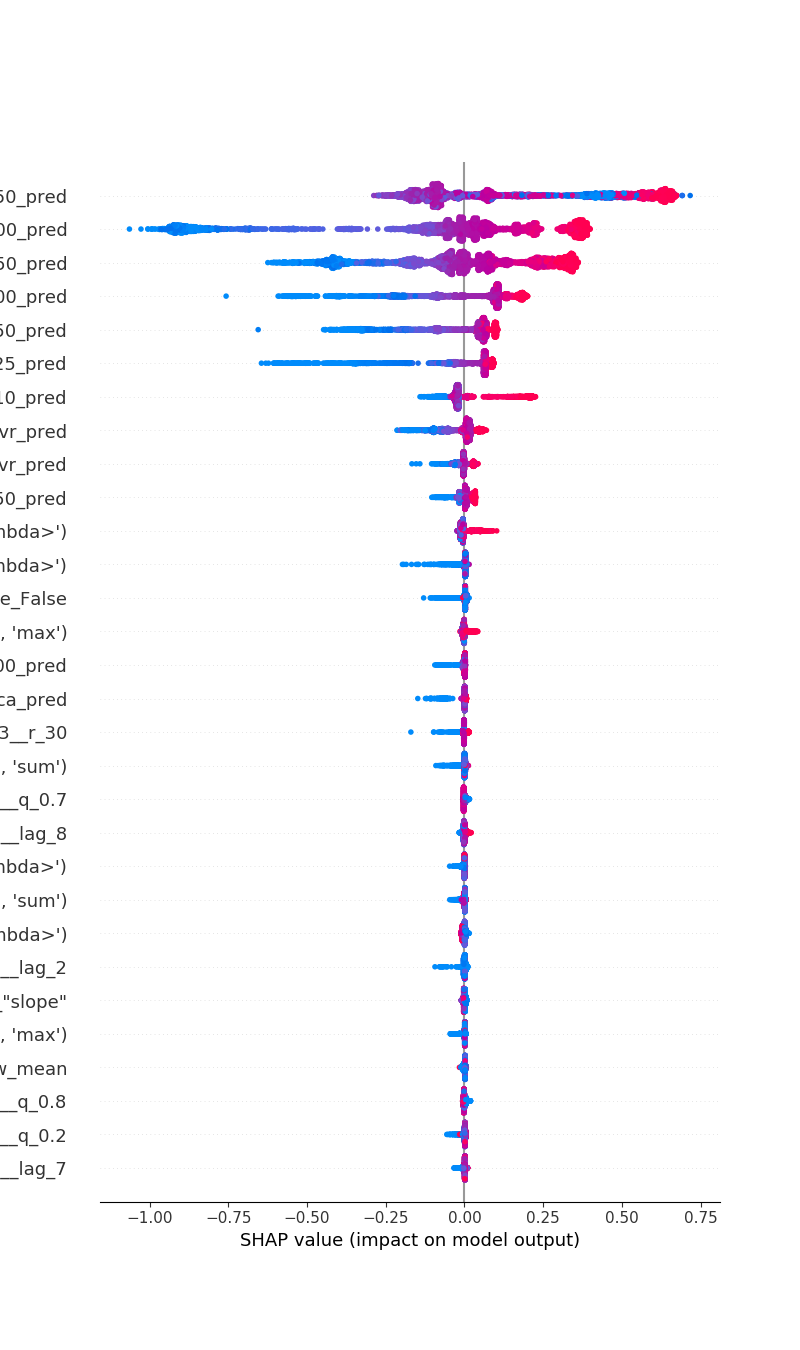 50_pred
00_pred
50_pred
00_pred
50_pred
25_pred
10_pred
vr_pred
vr_pred
50_pred
nbda>')
nbda>')
e_False
, 'max')
00_pred
ca_pred
3__r_30
, 'sum')
__q_0.7
__lag_8
nbda>')
, 'sum')
nbda>')
__lag_2
_"slope"
, 'max')
w_mean
__q_0.8
__q_0.2
__lag_7
−1.00 −0.75 −0.50 −0.25 0.00 0.25 0.50 0.75
SHAP value (impact on model output)